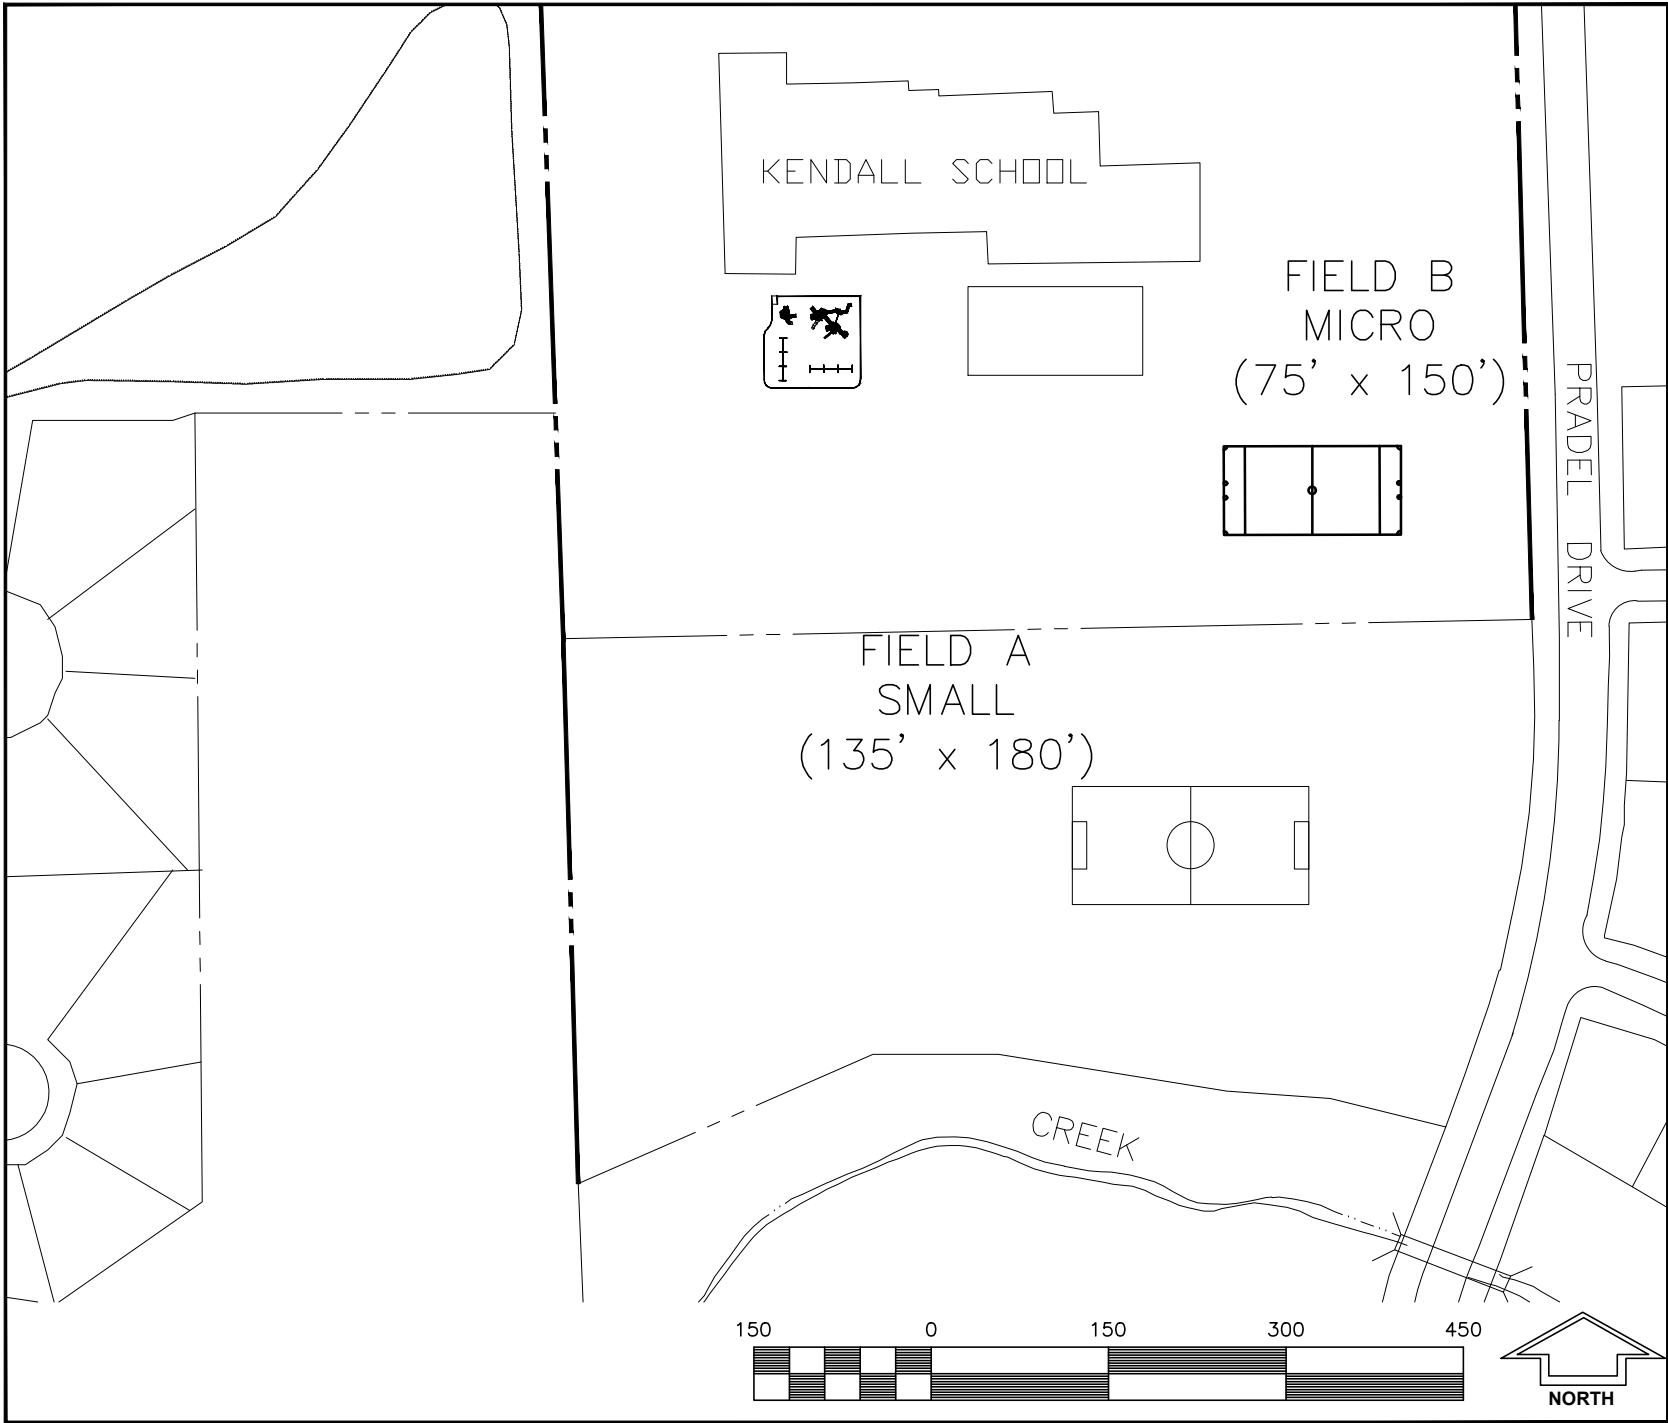 KENDALL SCHOOL
FIELD B
MICRO
(75' x 150')
PRADEL DRIVE
FIELD A
SMALL
(135' x 180')
CREEK
150 0 150 300 450
NORTH